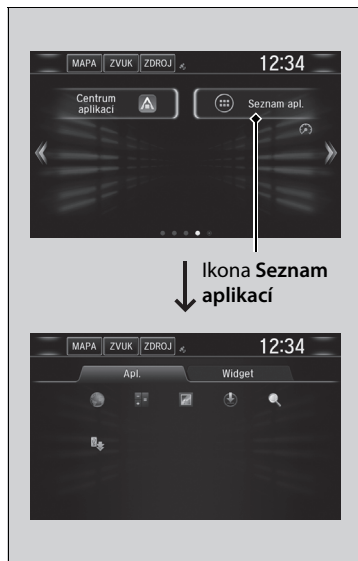 MAPA ZVUK ZDROJ 12:34
Centrum
aplikací
Seznam apl.
Ikona Seznam
aplikací
MAPA ZVUK ZDROJ 12:34
Apl. Widget